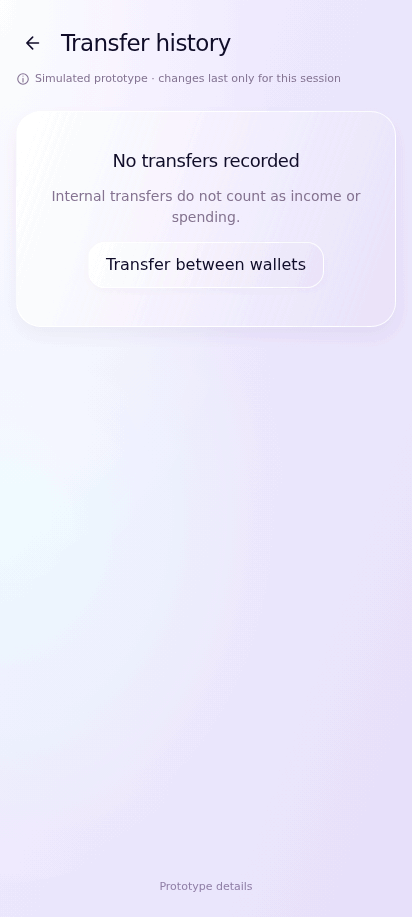 Transfer history
Simulated prototype · changes last only for this session
No transfers recorded
Internal transfers do not count as income or
spending.
Transfer between wallets
Prototype details